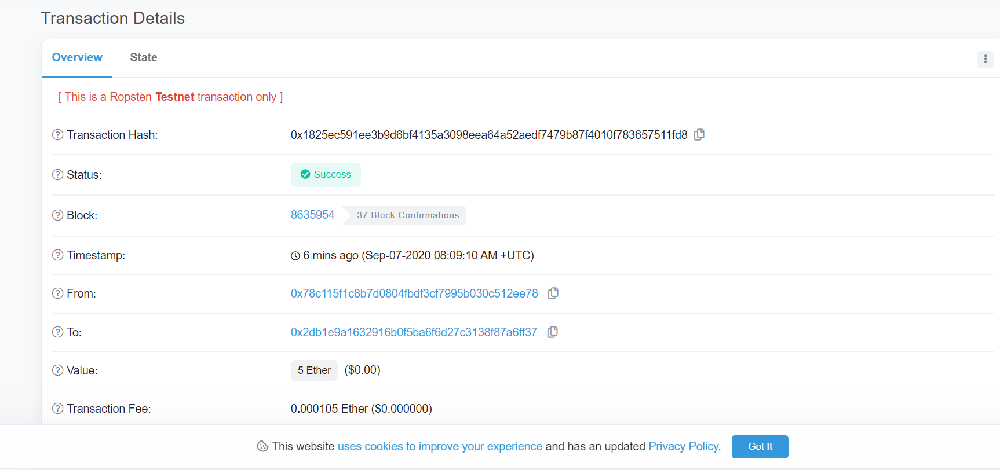 Transaction Details
Overview State
[ This is a Ropsten Testnet transaction only ]
Transaction Hash: 0x1825ec591ee3b9d6bf4135a3098eea64a52aedf7479b87f4010f783657511fd8
Status: Success
Block: 8635954 37 Block Confirmations
Timestamp: 6 mins ago (Sep-07-2020 08:09:10 AM +UTC)
From: 0x78c115f1c8b7d0804fbdf3cf7995b030c512ee78
To: 0x2db1e9a1632916b0f5ba6f6d27c3138f87a6ff37
Value: 5 Ether ($0.00)
Transaction Fee: 0.000105 Ether ($0.000000)
This website uses cookies to improve your experience and has an updated Privacy Policy. Got It